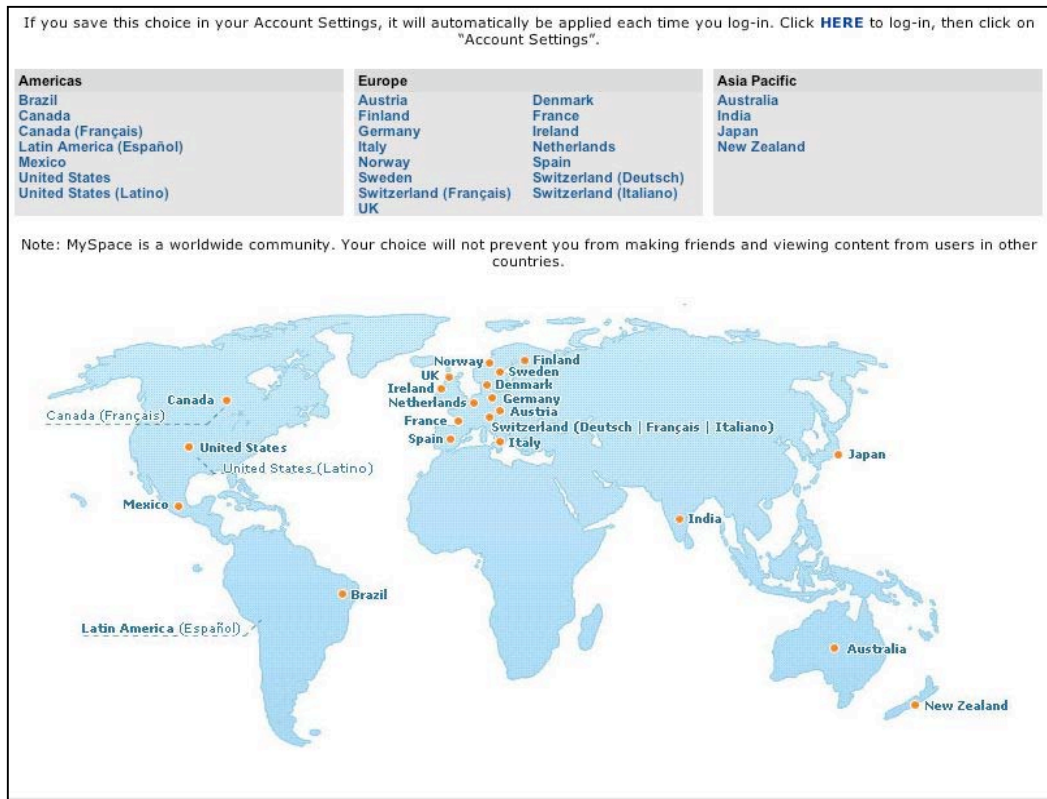 If you save this choice in your Account Settings, it will automatically be applied each time you log-in. Click HERE to log-in, then click on
“Account Settings”.
Americas
Brazil
Canada
Canada (Français)
Latin America (Español)
Mexico
United States
United States (Latino)
Europe
Austria Denmark
Finland France
Germany Ireland
Italy Netherlands
Norway Spain
Sweden Switzerland (Deutsch)
Switzerland (Français) Switzerland (Italiano)
UK
Asia Pacific
Australia
India
Japan
New Zealand
Note: MySpace is a worldwide community. Your choice will not prevent you from making friends and viewing content from users in other
countries.
Norway
Finland
Sweden
UK
Denmark
Ireland
Germany
Netherlands
Austria
France
Switzerland (Deutsch | Français | Italiano)
Spain
Italy
Canada
Canada (Français)
United States
United States (Latino)
Mexico
Japan
India
Brazil
Latin America (Español)
Australia
New Zealand